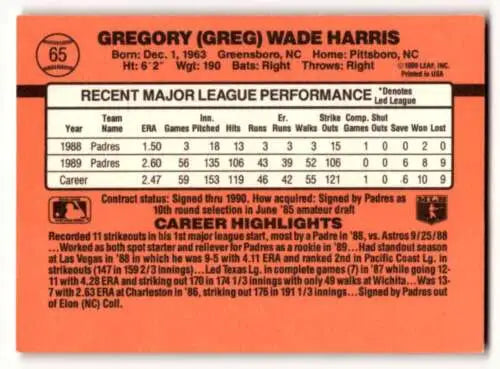 65
GREGORY (GREG) WADE HARRIS
Born: Dec. 1, 1963 Greensboro, NC Home: Pittsboro, NC
Ht: 6'2" Wgt: 190 Bats: Right Throws: Right
©1989 LEAF, INC.
Printed in USA
RECENT MAJOR LEAGUE PERFORMANCE *Denotes Led League
Year Team Name ERA Games Inn. Pitched Hits Runs Er. Runs Walks Strike Outs Comp. Games Shut Outs Save Won Lost
1988 Padres 1.50 3 18 13 3 3 3 15 1 0 0 2 0
1989 Padres 2.60 56 135 106 43 39 52 106 0 0 6 8 9
Career 2.47 59 153 119 46 42 55 121 1 0 6 10 9
Contract status: Signed thru 1990. How acquired: Signed by Padres as
10th round selection in June '85 amateur draft
CAREER HIGHLIGHTS
Recorded 11 strikeouts in his 1st major league start, most by a Padre in '88, vs. Astros 9/25/88
...Worked as both spot starter and reliever for Padres as a rookie in '89...Had standout season
at Las Vegas in '88 in which he was 9-5 with 4.11 ERA and ranked 2nd in Pacific Coast Lg. in
strikeouts (147 in 159 2/3 innings)...Led Texas Lg. in complete games (7) in '87 while going 12-
11 with 4.28 ERA and striking out 170 in 174 1/3 innings with only 49 walks at Wichita... Was 13-
7 with 2.63 ERA at Charleston in '86, striking out 176 in 191 1/3 innings...Signed by Padres out
of Elon (NC) Coll.